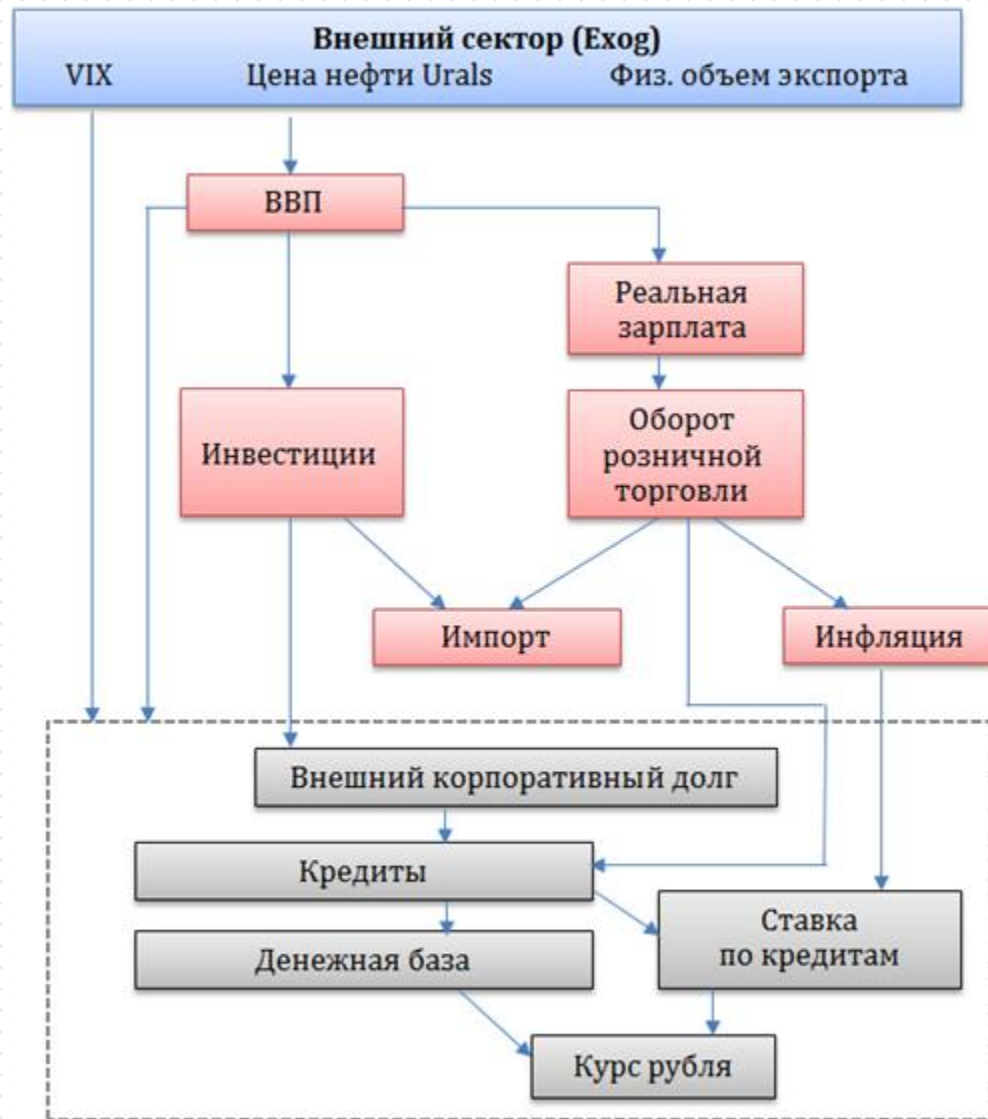 Внешний сектор (Exog)
VIX Цена нефти Urals Физ. объем экспорта
ВВП
Реальная
зарплата
Инвестиции
Оборот
розничной
торговли
Импорт
Инфляция
Внешний корпоративный долг
Кредиты
Ставка
по кредитам
Денежная база
Курс рубля